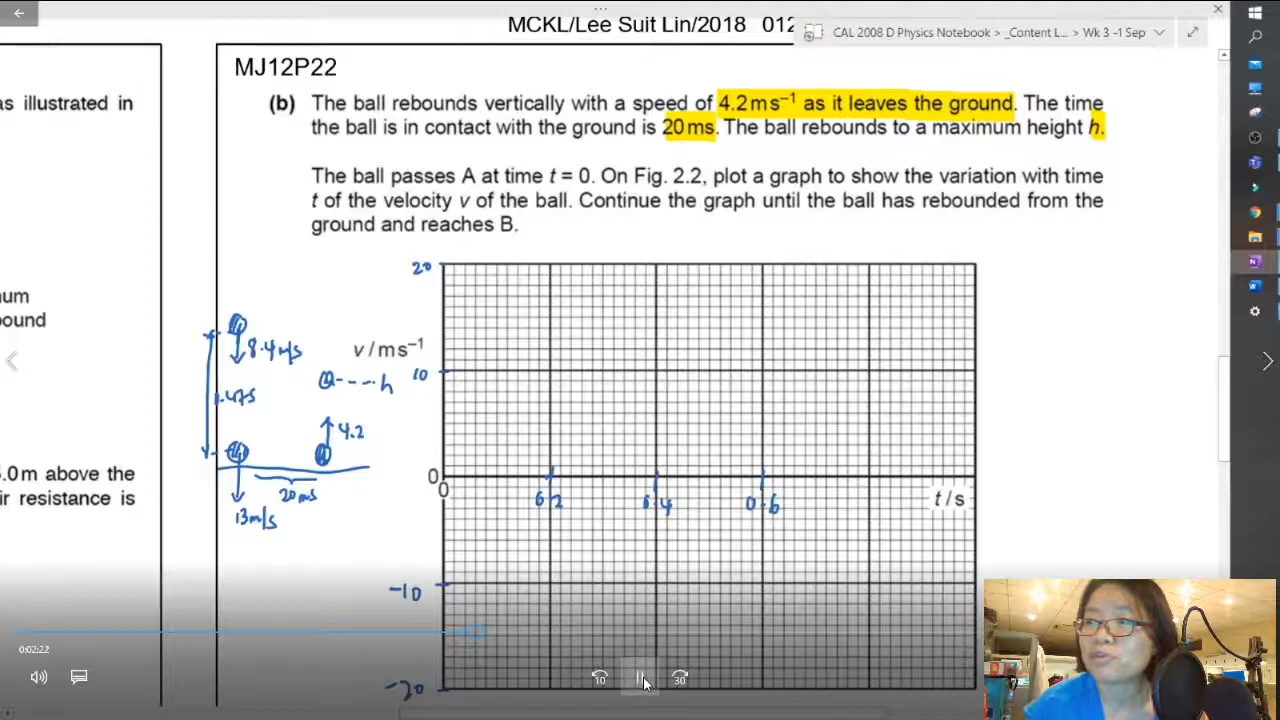 MCKL/Lee Suit Lin/2018 012
CAL 2008 D Physics Notebook > _Content L... > Wk 3 -1 Sep
MJ12P22
as illustrated in
(b) The ball rebounds vertically with a speed of 4.2 m s⁻¹ as it leaves the ground. The time
the ball is in contact with the ground is 20 ms. The ball rebounds to a maximum height h.
The ball passes A at time t = 0. On Fig. 2.2, plot a graph to show the variation with time
t of the velocity v of the ball. Continue the graph until the ball has rebounded from the
ground and reaches B.
num
bound
20
8.4 m/s
v / m s⁻¹
10
h
4.2
.0 m above the
ir resistance is
0
0
20 ms
0.2
0.4
0.6
t / s
13 m/s
-10
-20
0:02:22
10
30